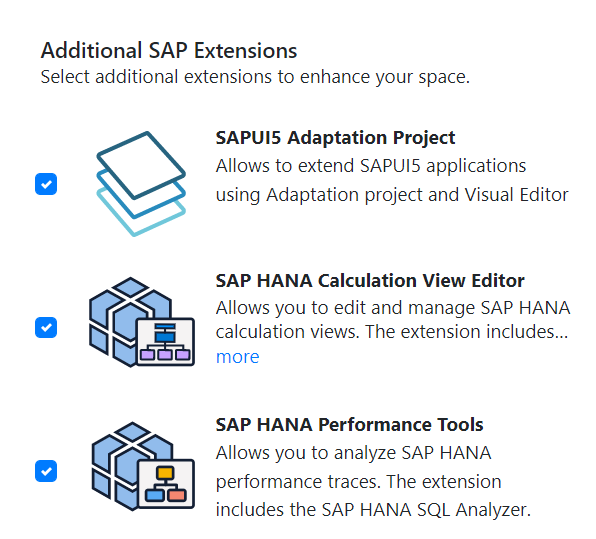 Additional SAP Extensions
Select additional extensions to enhance your space.
SAPUI5 Adaptation Project
Allows to extend SAPUI5 applications
using Adaptation project and Visual Editor
SAP HANA Calculation View Editor
Allows you to edit and manage SAP HANA
calculation views. The extension includes...
more
SAP HANA Performance Tools
Allows you to analyze SAP HANA
performance traces. The extension
includes the SAP HANA SQL Analyzer.